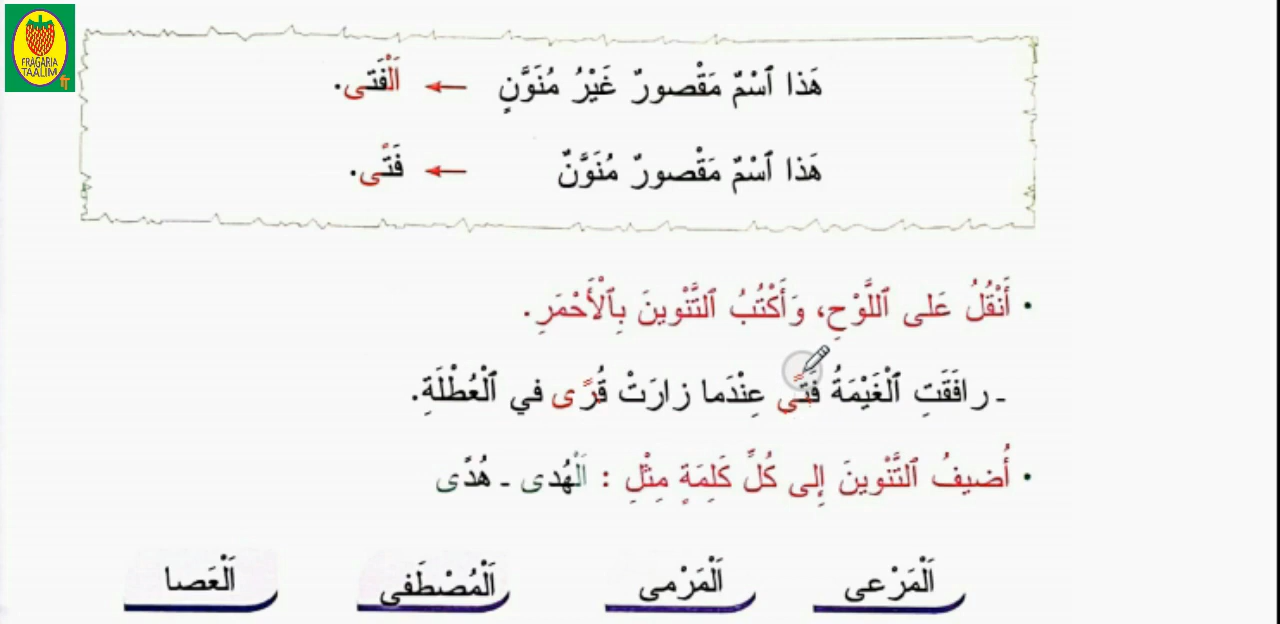 FRAGARIA
TAALIM
هَذا ٱسْمٌ مَقْصورٌ غَيْرُ مُنَوَّنٍ ← اَلْفَتى.
هَذا ٱسْمٌ مَقْصورٌ مُنَوَّنٌ ← فَتًى.
• أَنْقُلُ عَلى ٱللَّوْحِ، وَأَكْتُبُ ٱلتَّنْوينَ بِٱلْأَحْمَرِ.
ـ رافَقَتِ ٱلْغَيْمَةُ فَتًى عِنْدَما زارَتْ قُرًى في ٱلْعُطْلَةِ.
• أُضيفُ ٱلتَّنْوينَ إِلى كُلِّ كَلِمَةٍ مِثْلِ : اَلْهُدى ـ هُدًى
اَلْمَرْعى اَلْمَرْمى اَلْمُصْطَفى اَلْعَصا